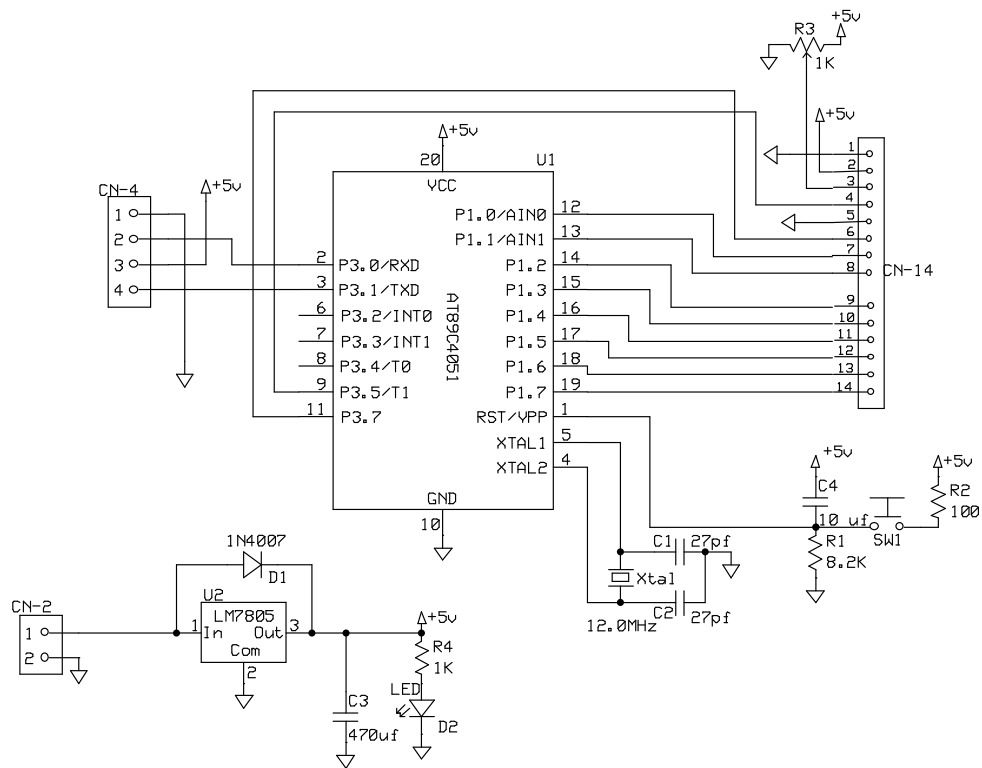 R3
+5v
1K
+5v
+5v
20
U1
VCC
CN-4
+5v
1
2
3
4
2 P3.0/RXD
3 P3.1/TXD
6 P3.2/INT0
7 P3.3/INT1
8 P3.4/T0
9 P3.5/T1
11 P3.7
AT89C4051
P1.0/AIN0 12
P1.1/AIN1 13
P1.2 14
P1.3 15
P1.4 16
P1.5 17
P1.6 18
P1.7 19
RST/VPP 1
XTAL1 5
XTAL2 4
GND
10
1
2
3
4
5
6
7
8
9
10
11
12
13
14
CN-14
+5v
+5v
C4
10 uf
SW1
R2
100
R1
8.2K
C1 27pf
Xtal
C2 27pf
12.0MHz
1N4007
D1
CN-2
1
2
U2
LM7805
1 In
Out 3
Com
2
+5v
R4
1K
LED
D2
C3
470uf